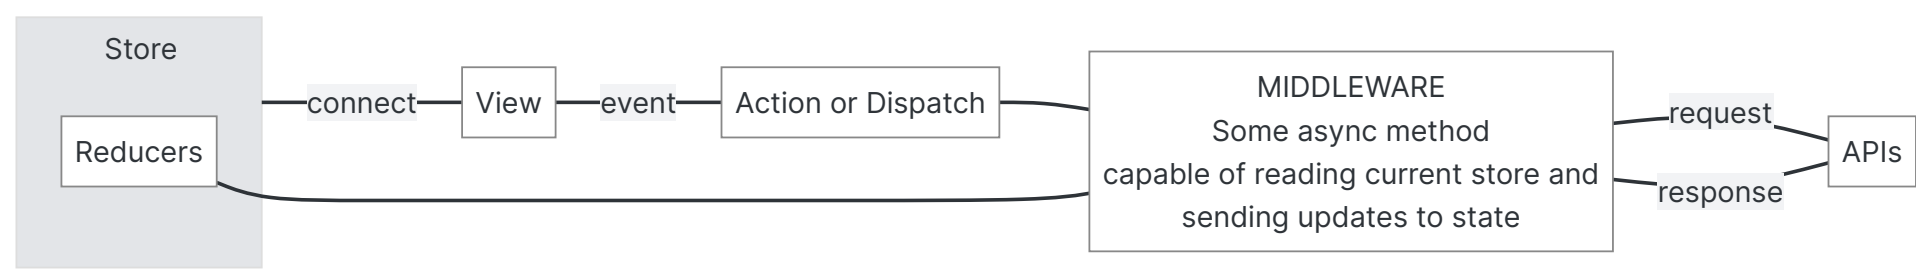 Store
Reducers
connect
View
event
Action or Dispatch
MIDDLEWARE
Some async method
capable of reading current store and
sending updates to state
request
response
APIs